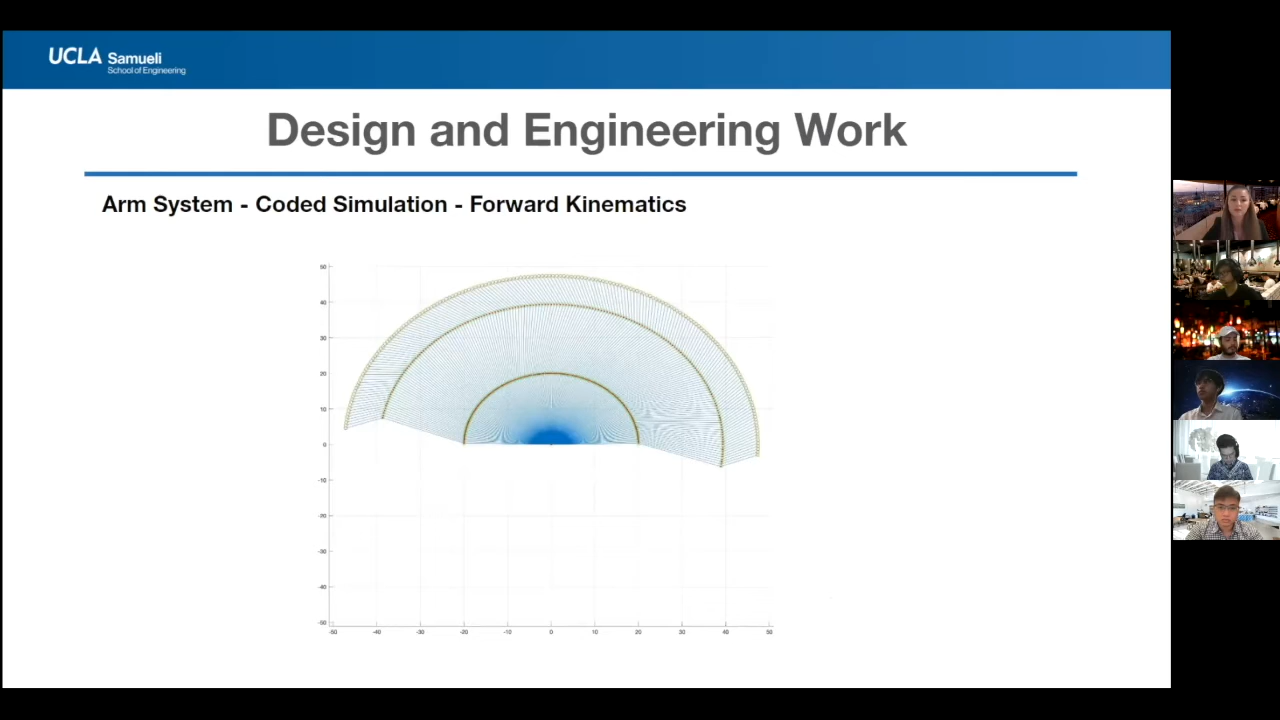 UCLA Samueli
School of Engineering
Design and Engineering Work
Arm System - Coded Simulation - Forward Kinematics
50
40
30
20
10
0
-10
-20
-30
-40
-50
-50 -40 -30 -20 -10 0 10 20 30 40 50